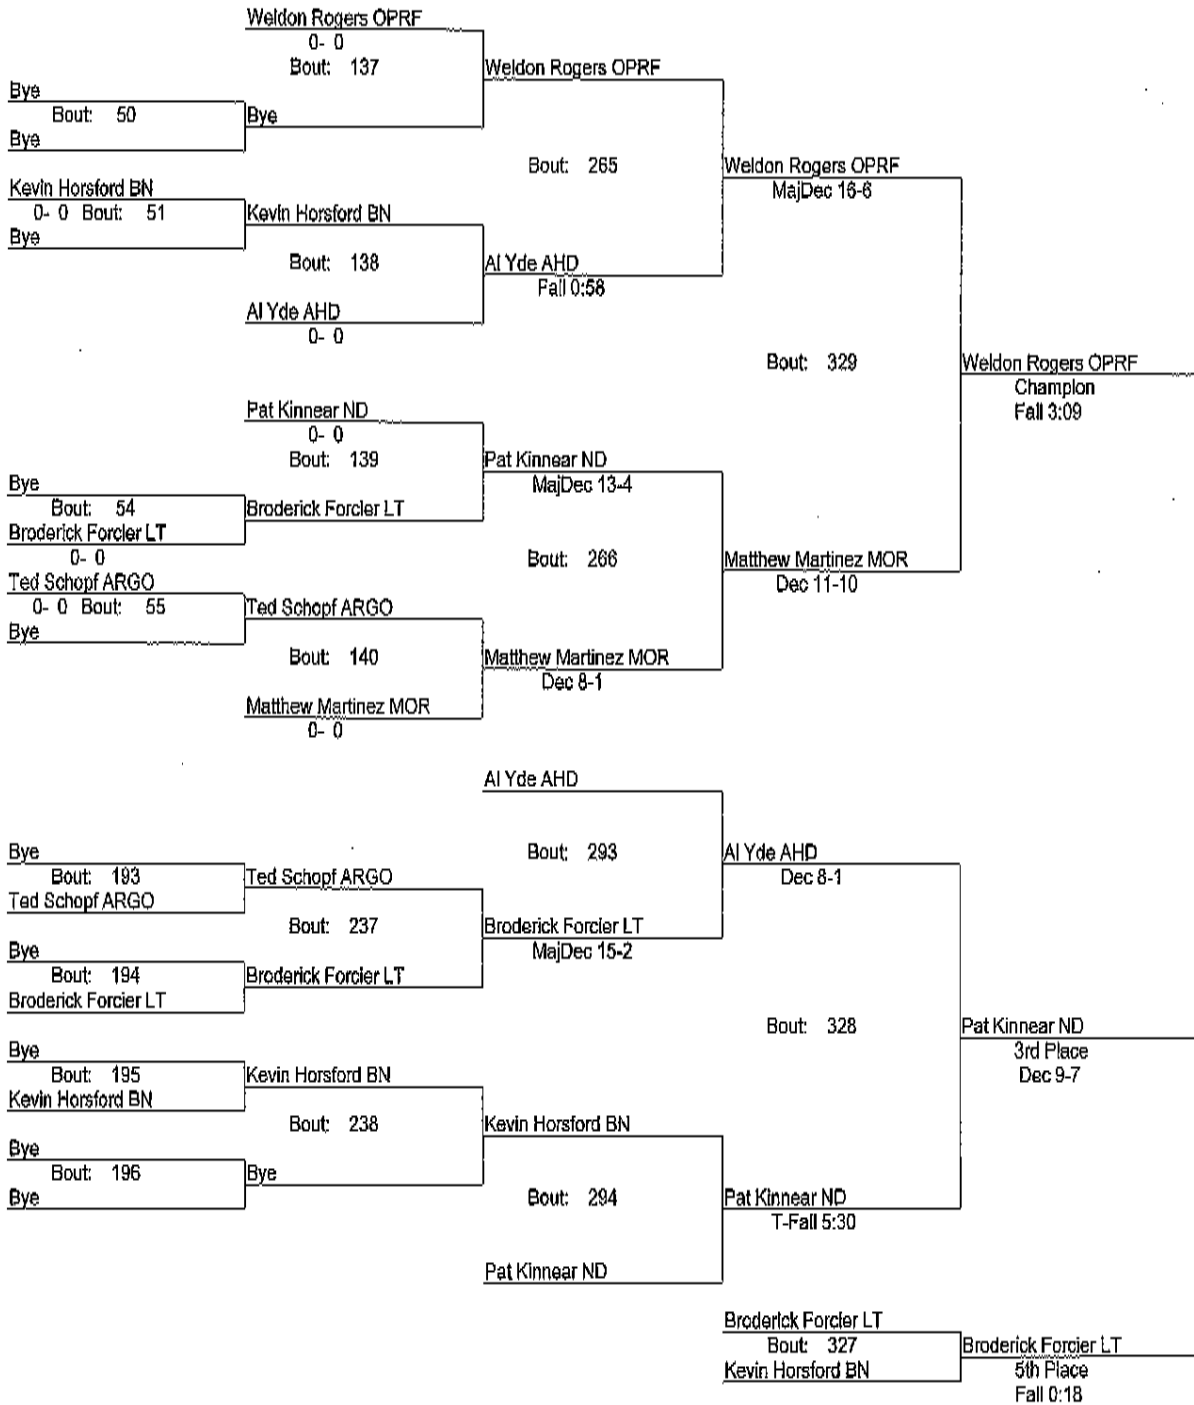 Weldon Rogers OPRF
0- 0
Bout: 137
Weldon Rogers OPRF
Bye
Bout: 50
Bye
Bye
Bout: 265
Weldon Rogers OPRF
MajDec 16-6
Kevin Horsford BN
0- 0 Bout: 51
Kevin Horsford BN
Bye
Bout: 138
Al Yde AHD
Fall 0:58
Al Yde AHD
0- 0
Bout: 329
Weldon Rogers OPRF
Champion
Fall 3:09
Pat Kinnear ND
0- 0
Bout: 139
Pat Kinnear ND
MajDec 13-4
Bye
Bout: 54
Broderick Forcier LT
Broderick Forcier LT
0- 0
Bout: 266
Matthew Martinez MOR
Dec 11-10
Ted Schopf ARGO
0- 0 Bout: 55
Ted Schopf ARGO
Bye
Bout: 140
Matthew Martinez MOR
Dec 8-1
Matthew Martinez MOR
0- 0
Al Yde AHD
Bout: 293
Al Yde AHD
Dec 8-1
Bye
Bout: 193
Ted Schopf ARGO
Ted Schopf ARGO
Bout: 237
Broderick Forcier LT
MajDec 15-2
Bye
Bout: 194
Broderick Forcier LT
Broderick Forcier LT
Bout: 328
Pat Kinnear ND
3rd Place
Dec 9-7
Bye
Bout: 195
Kevin Horsford BN
Kevin Horsford BN
Bout: 238
Kevin Horsford BN
Bye
Bout: 196
Bye
Bye
Bout: 294
Pat Kinnear ND
T-Fall 5:30
Pat Kinnear ND
Broderick Forcier LT
Bout: 327
Broderick Forcier LT
Kevin Horsford BN
5th Place
Fall 0:18